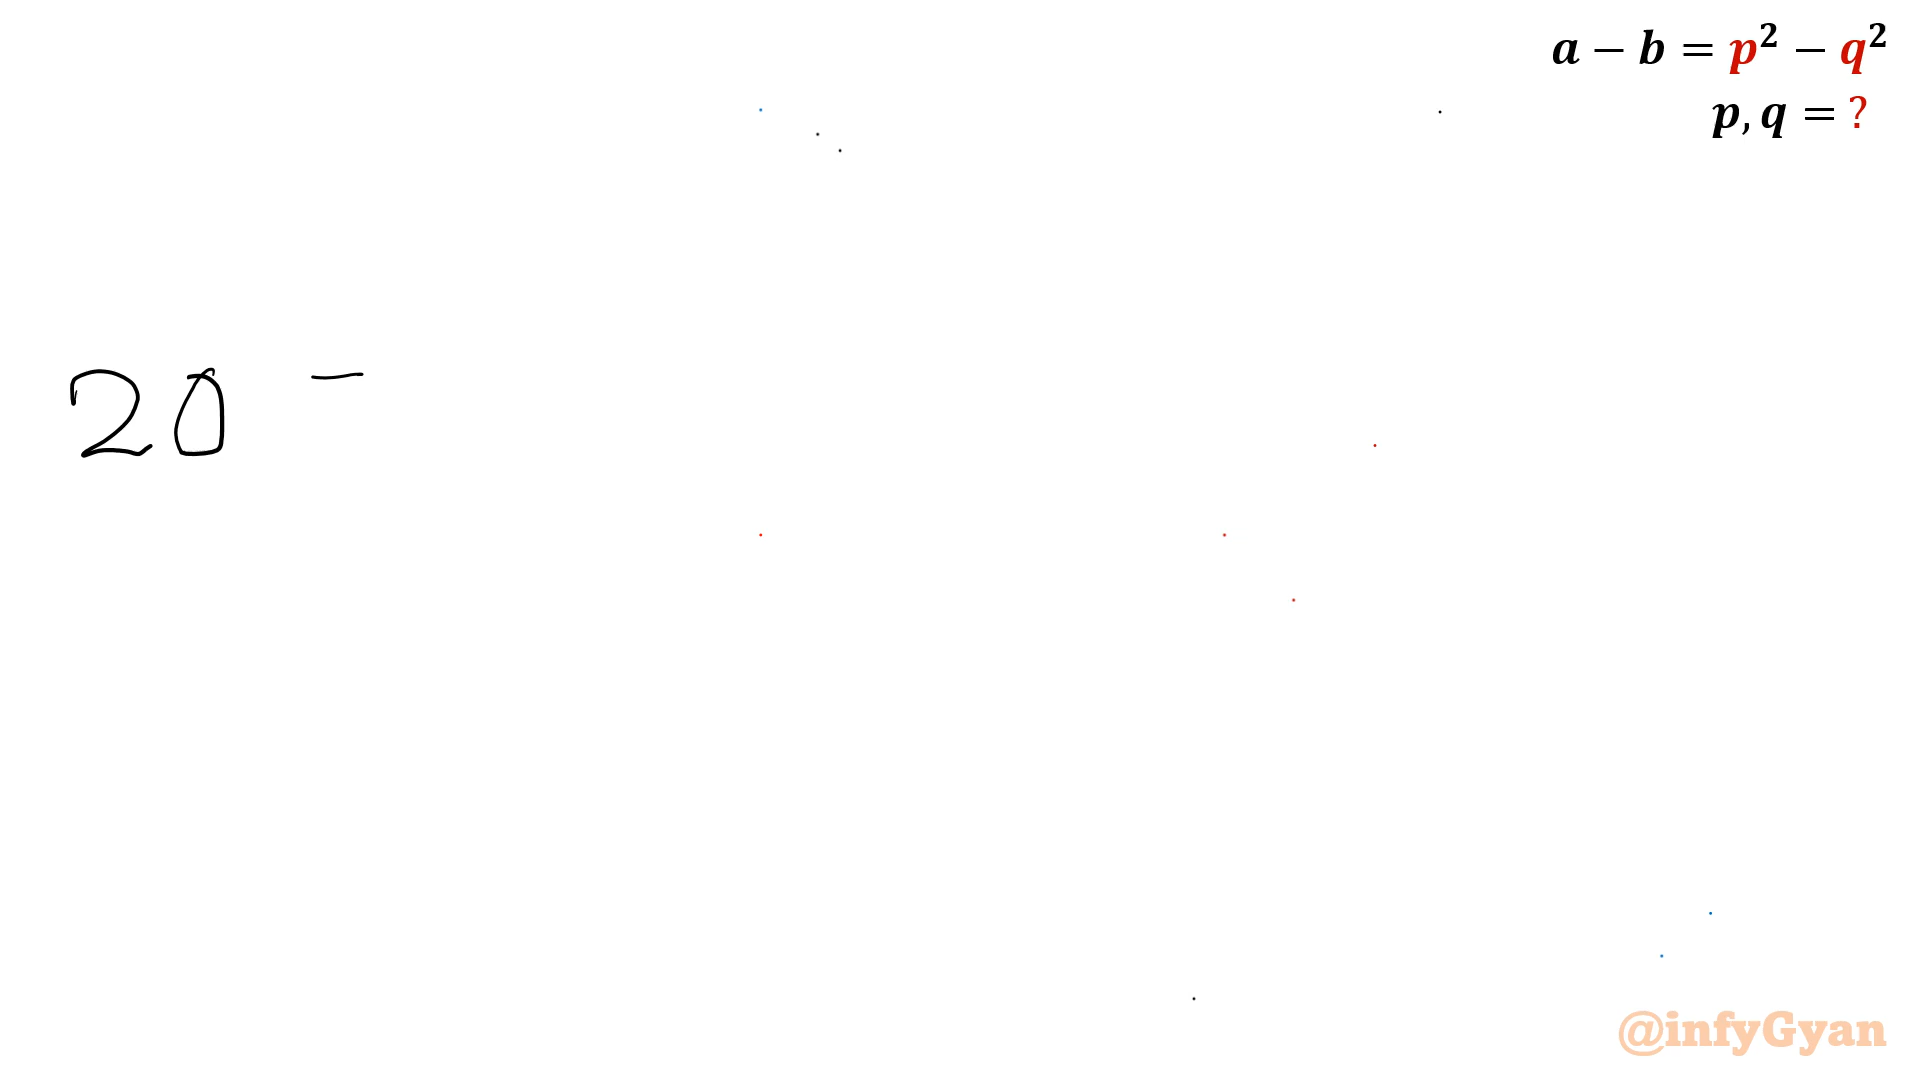 a − b = p² − q²
p, q = ?
20 −
@infyGyan